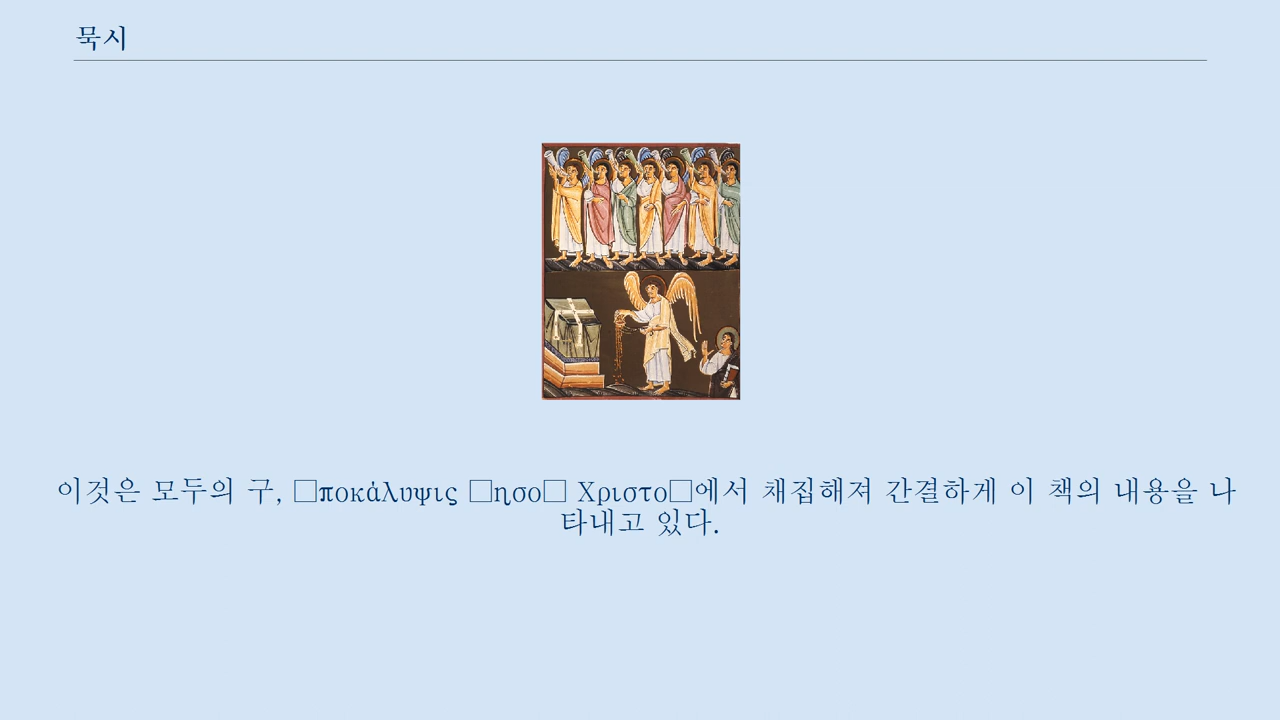 묵시
이것은 모두의 구, □ποκάλυψις □ησο□ Χριστο□에서 채집해져 간결하게 이 책의 내용을 나
타내고 있다.